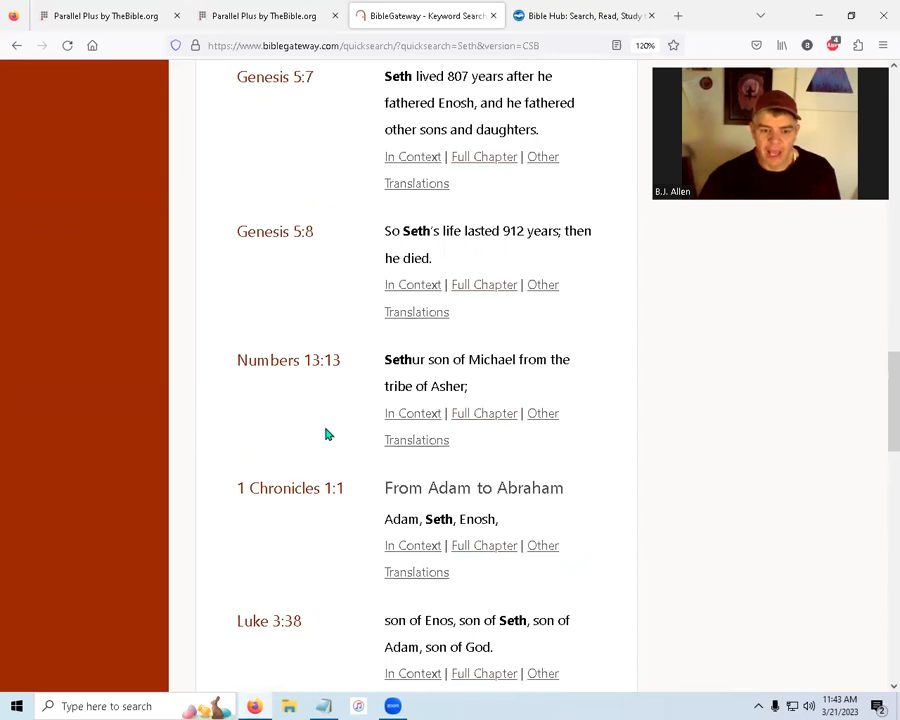 Parallel Plus by TheBible.org
Parallel Plus by TheBible.org
BibleGateway - Keyword Search:
Bible Hub: Search, Read, Study t
https://www.biblegateway.com/quicksearch/?quicksearch=Seth&version=CSB
120%
Genesis 5:7
Seth lived 807 years after he
fathered Enosh, and he fathered
other sons and daughters.
In Context | Full Chapter | Other
Translations
Genesis 5:8
So Seth's life lasted 912 years; then
he died.
In Context | Full Chapter | Other
Translations
Numbers 13:13
Sethur son of Michael from the
tribe of Asher;
In Context | Full Chapter | Other
Translations
1 Chronicles 1:1
From Adam to Abraham
Adam, Seth, Enosh,
In Context | Full Chapter | Other
Translations
Luke 3:38
son of Enos, son of Seth, son of
Adam, son of God.
In Context | Full Chapter | Other
B.J. Allen
Type here to search
zoom
11:43 AM
3/21/2023
2